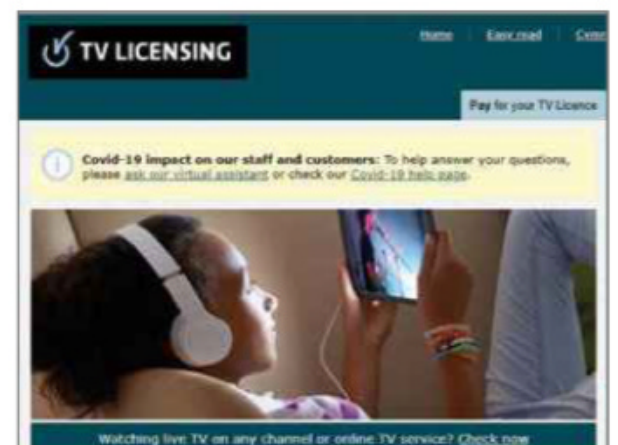 TV LICENSING
Home Easy read
Pay for your TV Licence
Covid-19 impact on our staff and customers: To help answer your questions,
please ask our virtual assistant or check our Covid-19 help page.
Watching live TV on any channel or online TV service? Check now